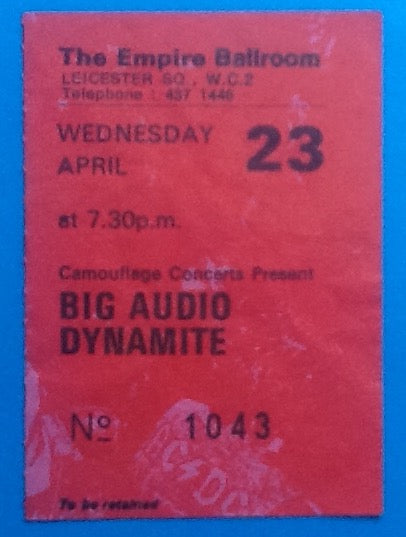 The Empire Ballroom
LEICESTER SQ., W.C.2
Telephone : 437 1446
WEDNESDAY 23
APRIL
at 7.30p.m.
Camouflage Concerts Present
BIG AUDIO
DYNAMITE
Nº 1043
To be retained